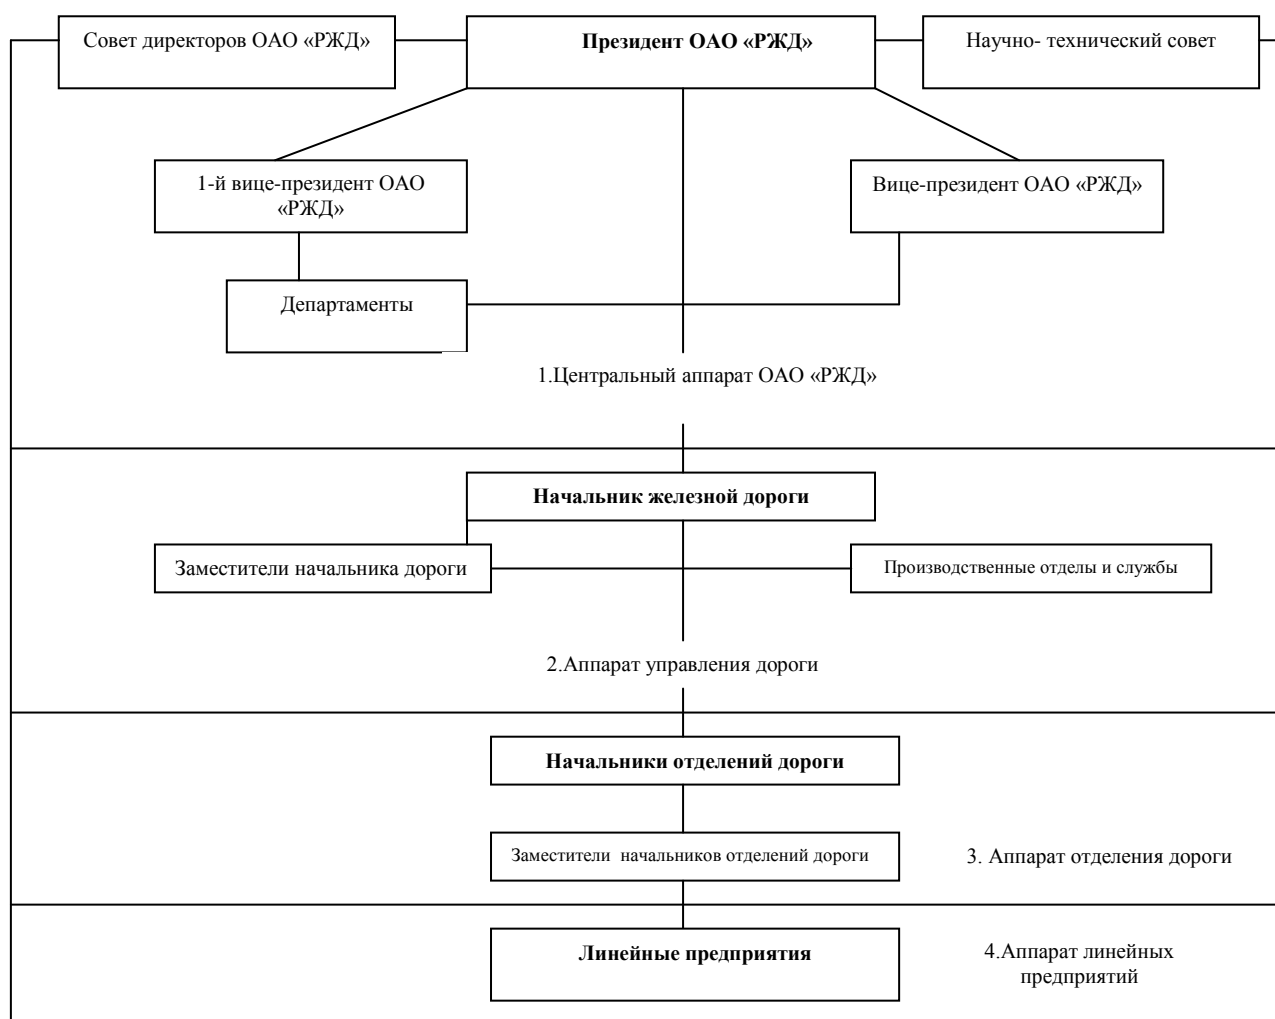 Совет директоров ОАО «РЖД»
Президент ОАО «РЖД»
Научно- технический совет
1-й вице-президент ОАО
«РЖД»
Вице-президент ОАО «РЖД»
Департаменты
1.Центральный аппарат ОАО «РЖД»
Начальник железной дороги
Заместители начальника дороги
Производственные отделы и службы
2.Аппарат управления дороги
Начальники отделений дороги
Заместители  начальников отделений дороги
3. Аппарат отделения дороги
Линейные предприятия
4.Аппарат линейных
предприятий